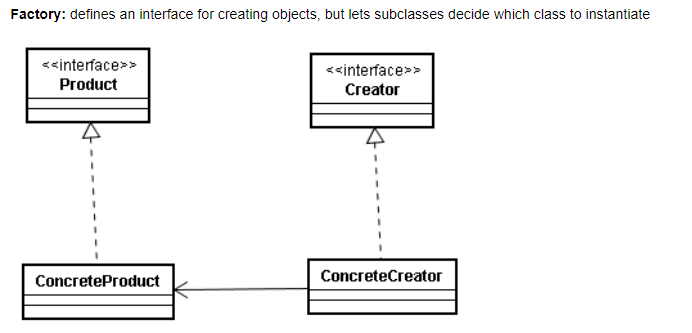 Factory: defines an interface for creating objects, but lets subclasses decide which class to instantiate
<<interface>>
Product
<<interface>>
Creator
ConcreteProduct
ConcreteCreator